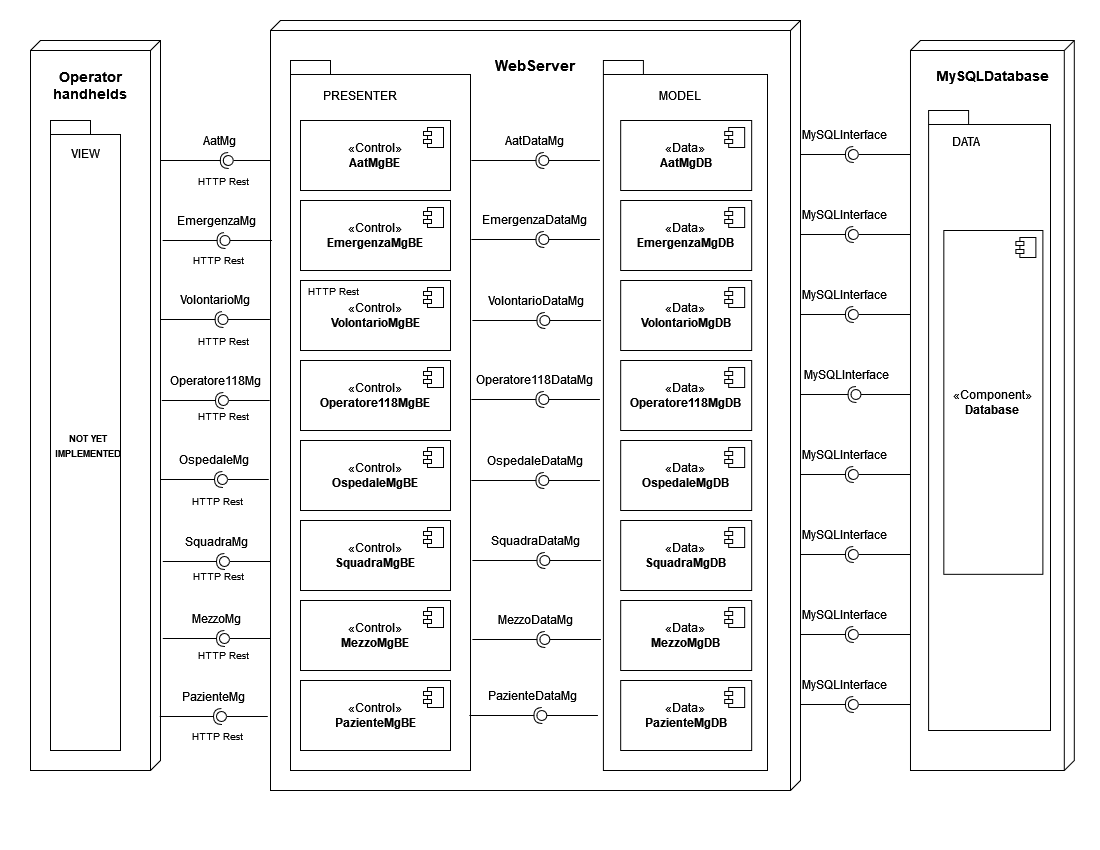 Operator
handhelds
VIEW
NOT YET
IMPLEMENTED
AatMg
HTTP Rest
EmergenzaMg
HTTP Rest
VolontarioMg
HTTP Rest
Operatore118Mg
HTTP Rest
OspedaleMg
HTTP Rest
SquadraMg
HTTP Rest
MezzoMg
HTTP Rest
PazienteMg
HTTP Rest
WebServer
PRESENTER
«Control»
AatMgBE
«Control»
EmergenzaMgBE
HTTP Rest
«Control»
VolontarioMgBE
«Control»
Operatore118MgBE
«Control»
OspedaleMgBE
«Control»
SquadraMgBE
«Control»
MezzoMgBE
«Control»
PazienteMgBE
AatDataMg
EmergenzaDataMg
VolontarioDataMg
Operatore118DataMg
OspedaleDataMg
SquadraDataMg
MezzoDataMg
PazienteDataMg
MODEL
«Data»
AatMgDB
«Data»
EmergenzaMgDB
«Data»
VolontarioMgDB
«Data»
Operatore118MgDB
«Data»
OspedaleMgDB
«Data»
SquadraMgDB
«Data»
MezzoMgDB
«Data»
PazienteMgDB
MySQLInterface
MySQLInterface
MySQLInterface
MySQLInterface
MySQLInterface
MySQLInterface
MySQLInterface
MySQLInterface
MySQLDatabase
DATA
«Component»
Database